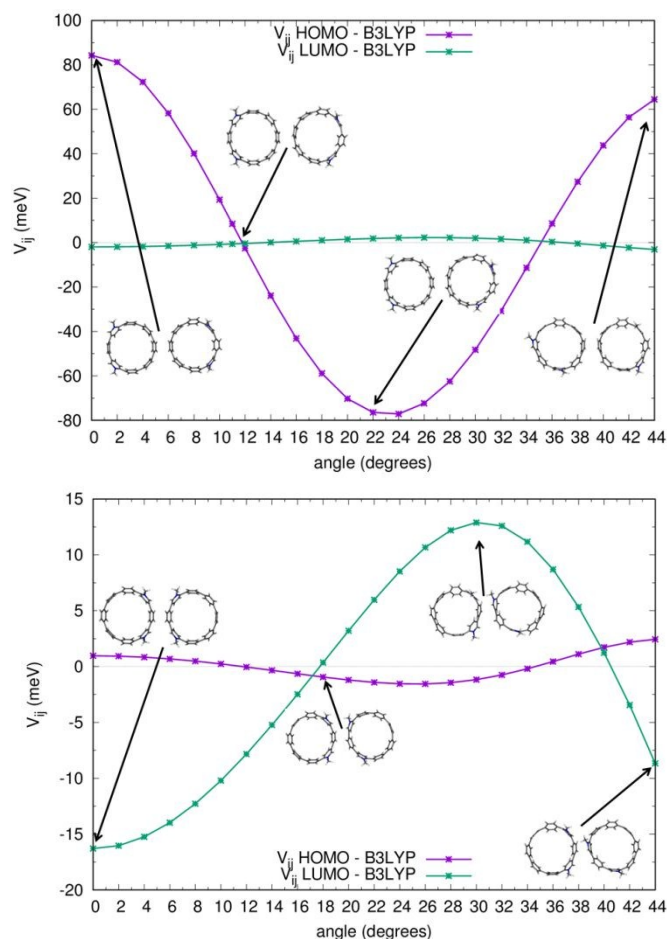 V_ij HOMO - B3LYP
V_ij LUMO - B3LYP
100
80
60
40
20
0
-20
-40
-60
-80
V_ij (meV)
0 2 4 6 8 10 12 14 16 18 20 22 24 26 28 30 32 34 36 38 40 42 44
angle (degrees)
15
10
5
0
-5
-10
-15
-20
V_ij (meV)
V_ij HOMO - B3LYP
V_ij LUMO - B3LYP
0 2 4 6 8 10 12 14 16 18 20 22 24 26 28 30 32 34 36 38 40 42 44
angle (degrees)